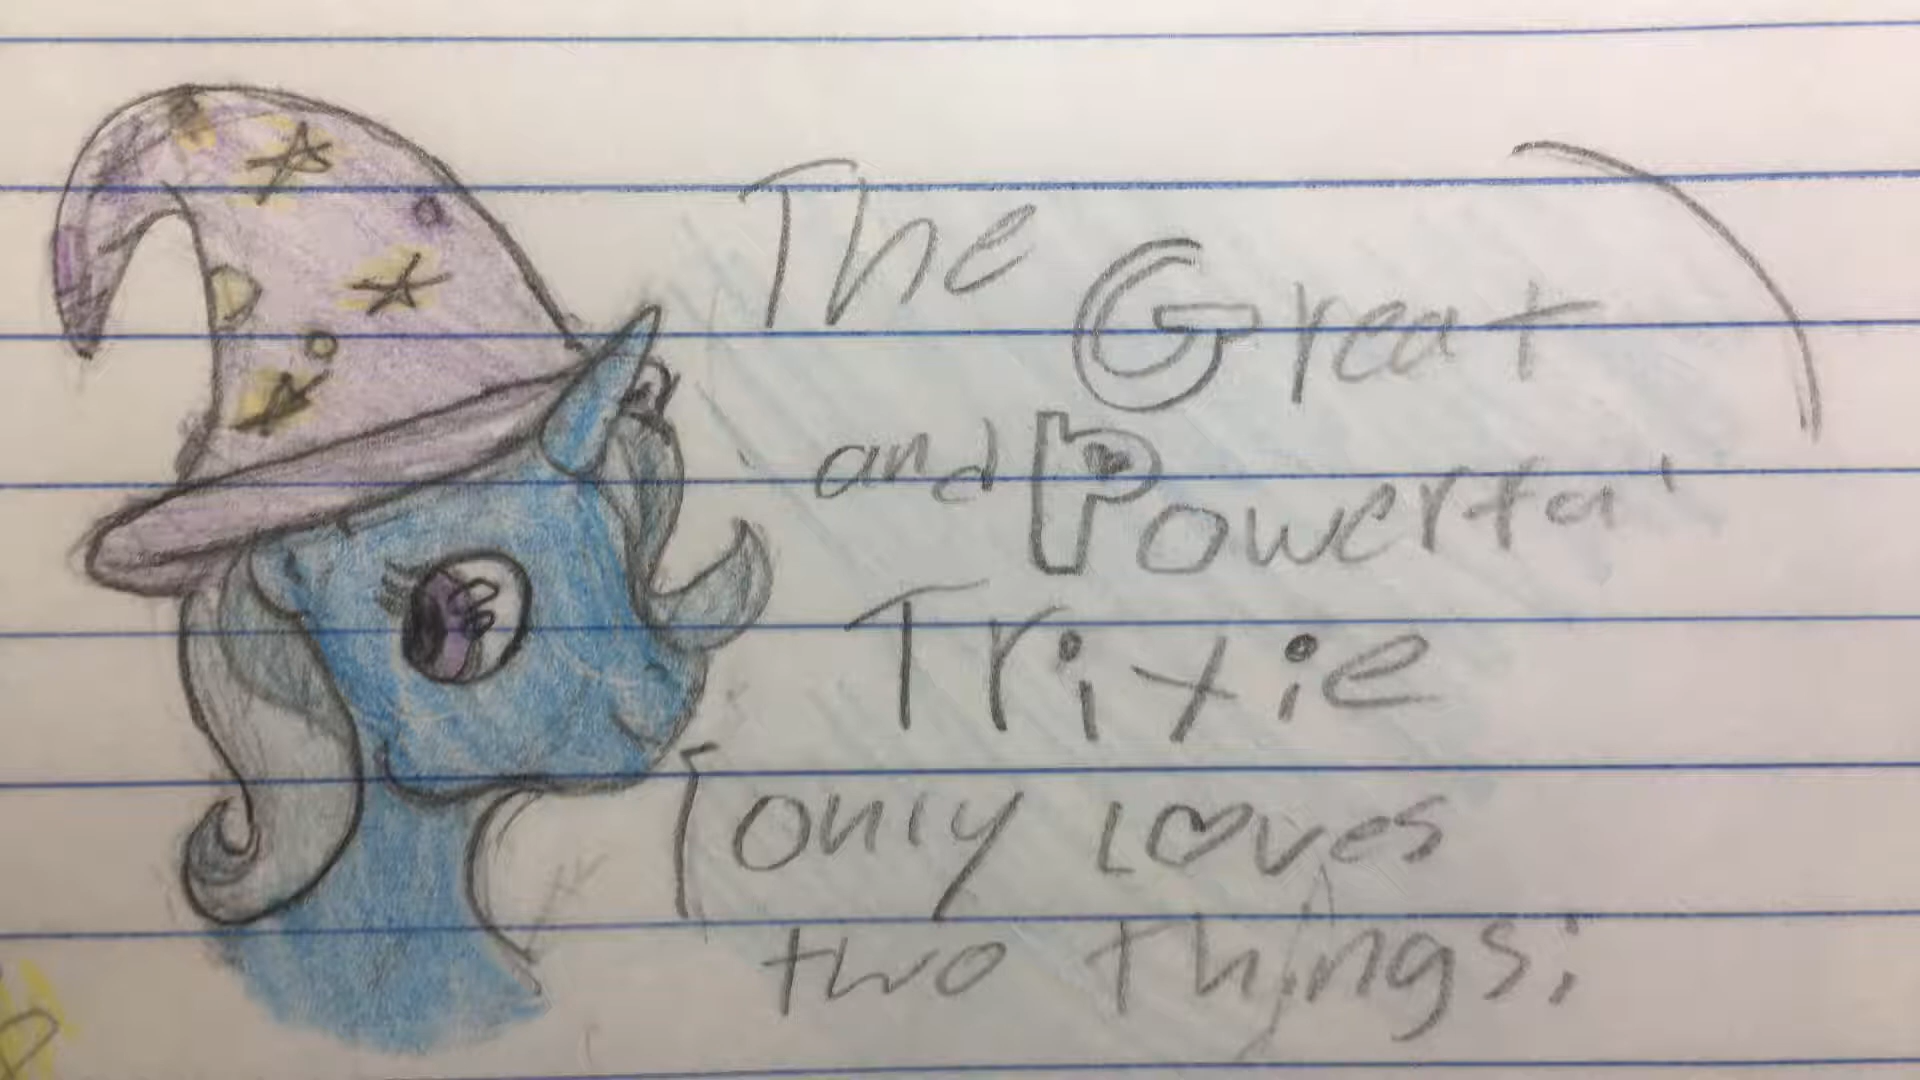 The Great
and Powerful
Trixie
only loves
two things: